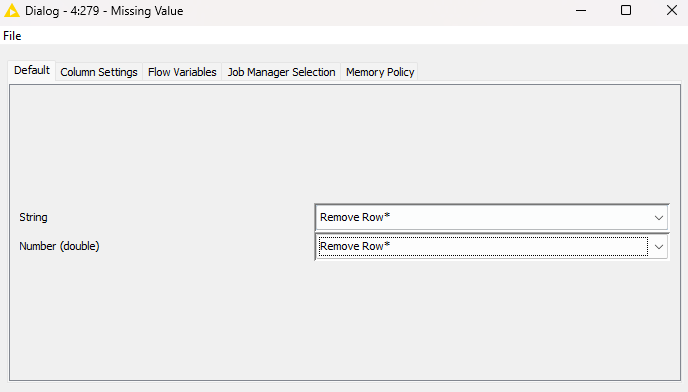 Dialog - 4:279 - Missing Value
File
Default Column Settings Flow Variables Job Manager Selection Memory Policy
String Remove Row*
Number (double) Remove Row*